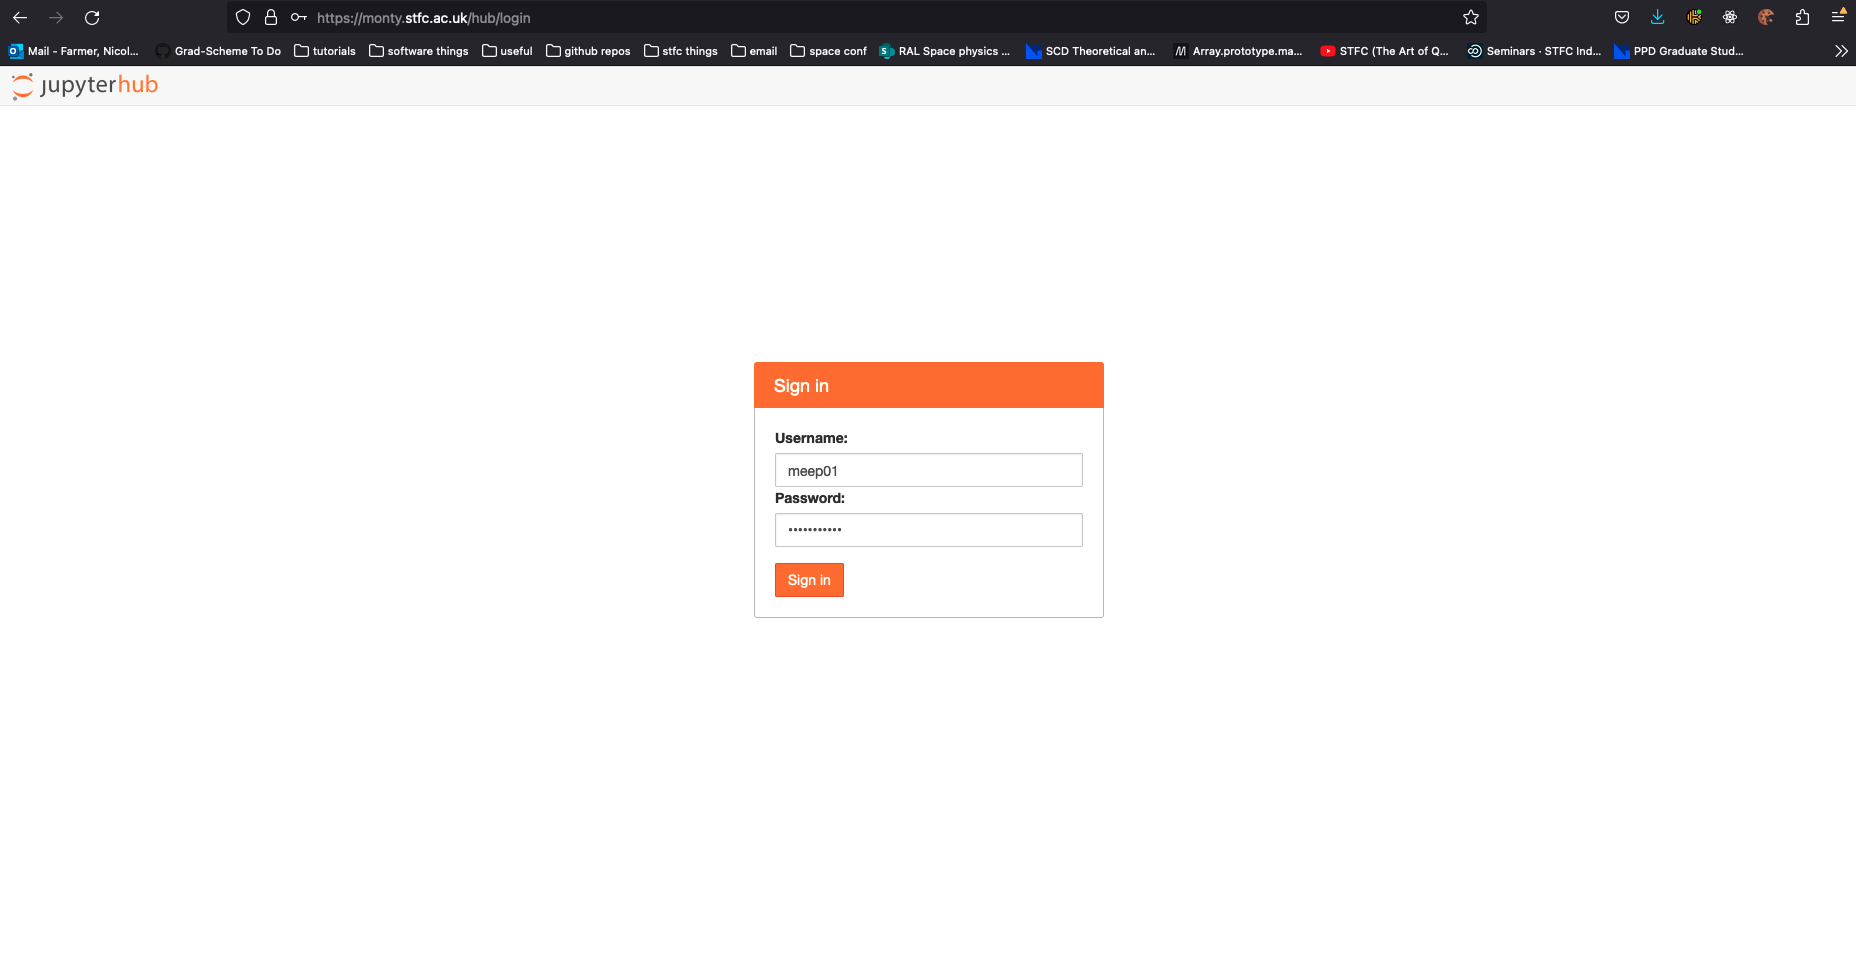 https://monty.stfc.ac.uk/hub/login
Mail - Farmer, Nicol... Grad-Scheme To Do tutorials software things useful github repos stfc things email space conf RAL Space physics ... SCD Theoretical an... Array.prototype.ma... STFC (The Art of Q... Seminars · STFC Ind... PPD Graduate Stud...
jupyterhub
Sign in
Username:
meep01
Password:
•••••••••••
Sign in